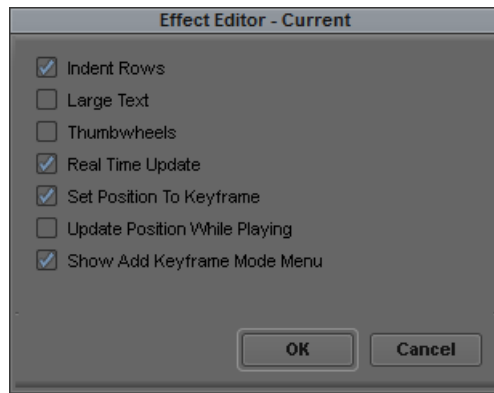 Effect Editor - Current
Indent Rows
Large Text
Thumbwheels
Real Time Update
Set Position To Keyframe
Update Position While Playing
Show Add Keyframe Mode Menu
OK
Cancel